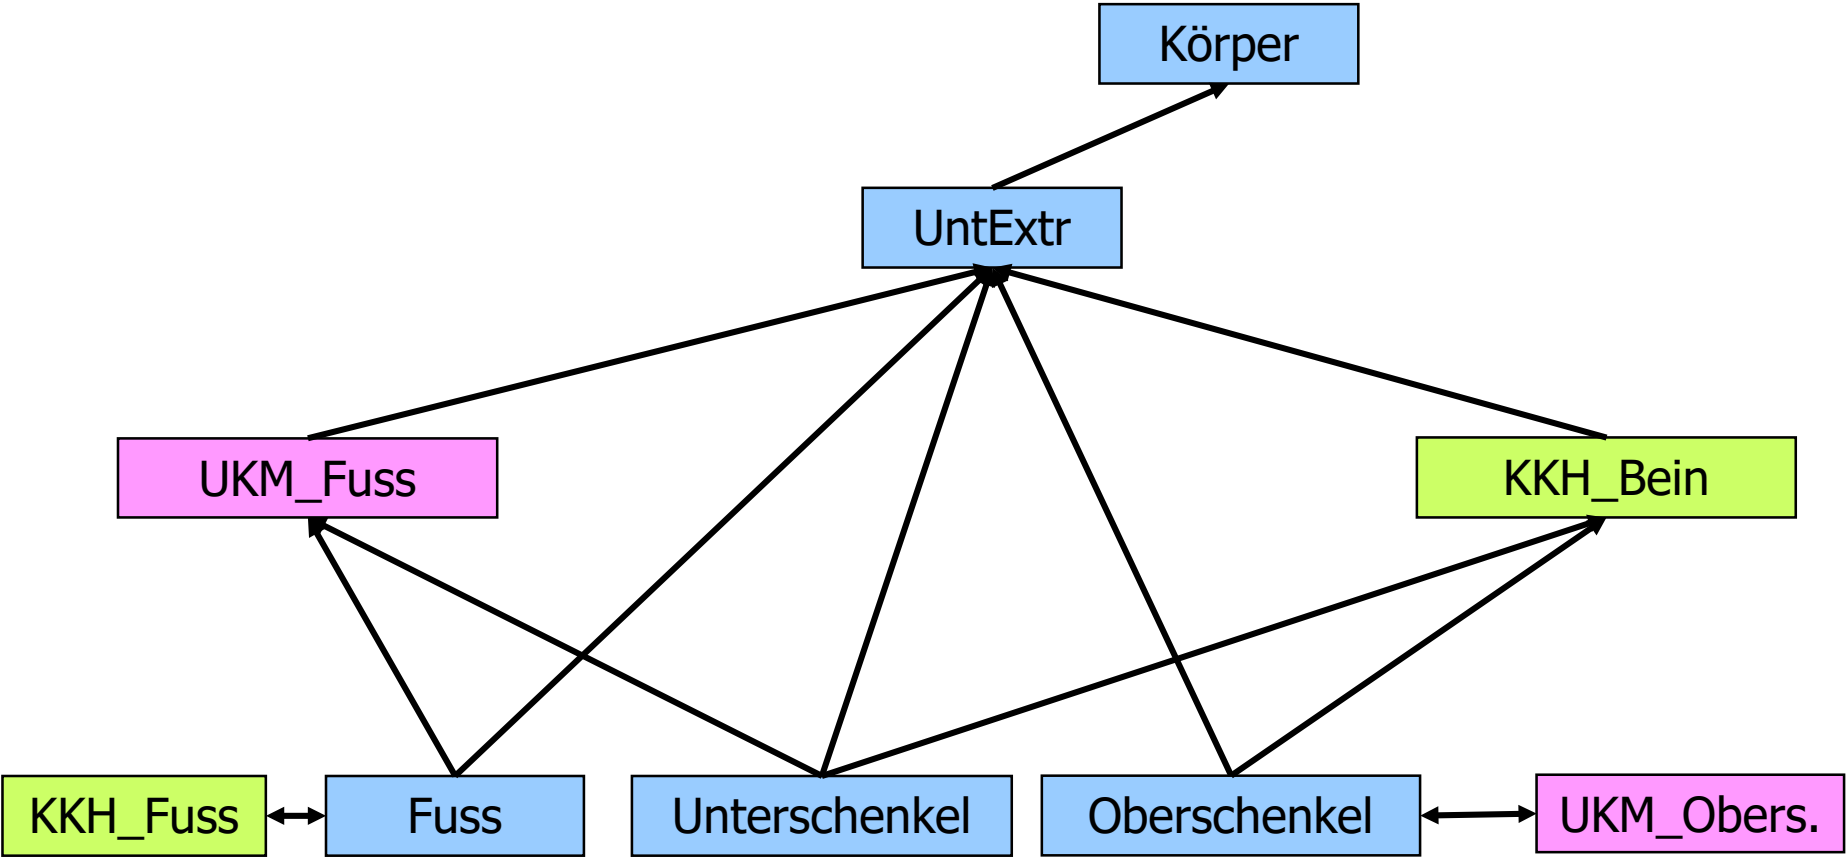 Körper
UntExtr
UKM_Fuss
KKH_Bein
KKH_Fuss
Fuss
Unterschenkel
Oberschenkel
UKM_Obers.